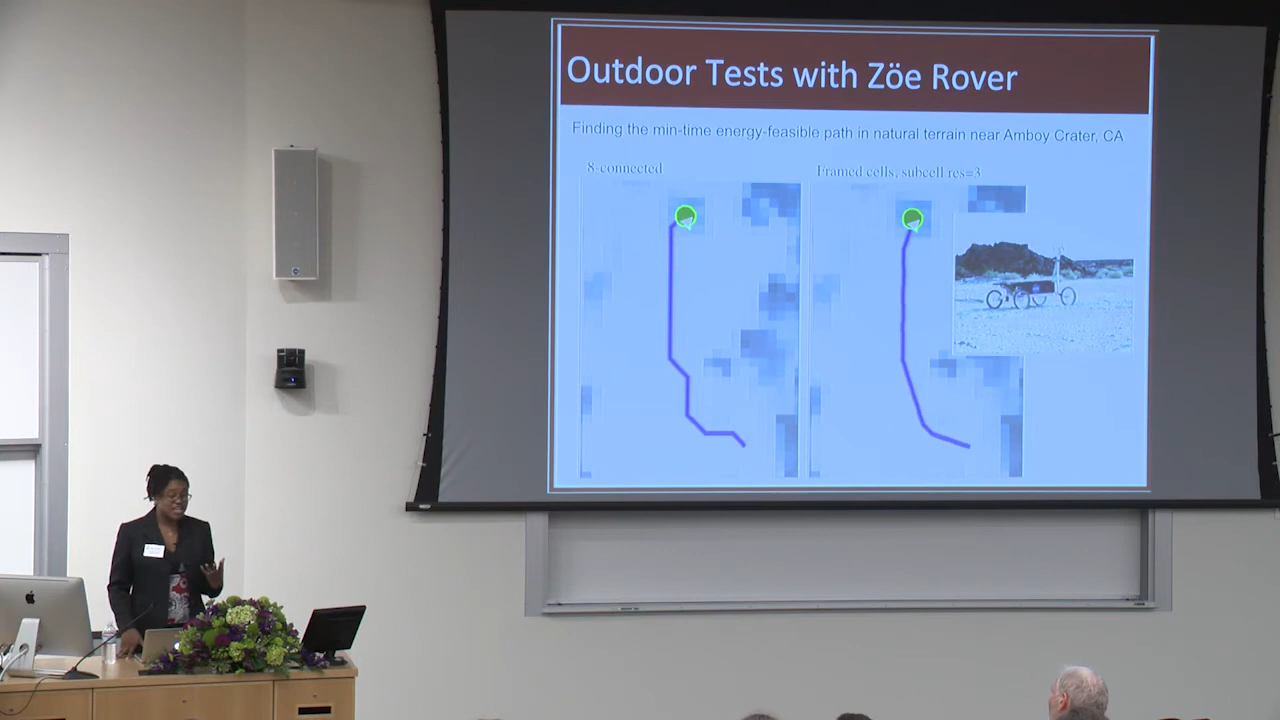 Outdoor Tests with Zöe Rover
Finding the min-time energy-feasible path in natural terrain near Amboy Crater, CA
8-connected
Framed cells, subcell res=3